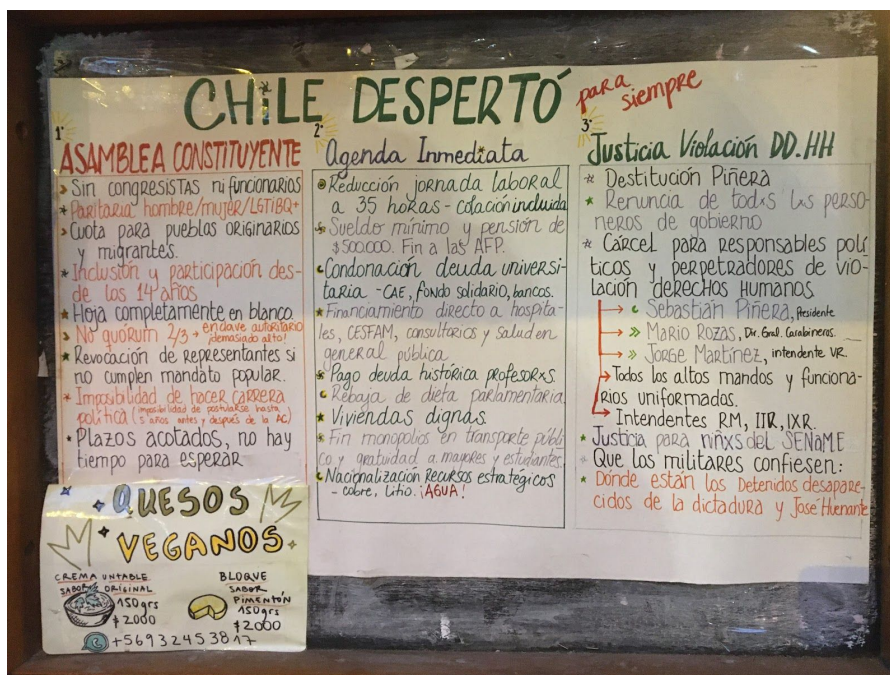 CHiLE DESPERTÓ
para
siempre
1°
ASAMBLEA CONSTITUYENTE
Sin congresistas ni funcionarios
Paritaria hombre/mujer/LGTIBQ+
Cuota para pueblos originarios
y migrantes.
Inclusión y participación des-
de los 14 años
Hoja completamente en blanco.
No quórum 2/3 → enclave autoritario
¡demasiado alto!
Revocación de representantes si
no cumplen mandato popular.
Imposibilidad de hacer carrera
política (imposibilidad de postularse hasta
5 años antes y después de la AC)
Plazos acotados, no hay
tiempo para esperar
2°
Agenda Inmediata
Reducción jornada laboral
a 35 horas - colación incluida
Sueldo mínimo y pensión de
$500.000. Fin a las AFP.
Condonación deuda universi-
taria - CAE, fondo solidario, bancos.
Financiamiento directo a hospita-
les, CESFAM, consultorios y salud en
general pública
Pago deuda histórica profesorxs.
Rebaja de dieta parlamentaria
Viviendas dignas.
Fin monopolios en transporte públi-
co y gratuidad a mayores y estudiantes.
Nacionalización Recursos estrategicos
- cobre, litio. ¡AGUA!
3°
Justicia Violación DD.HH
Destitución Piñera
Renuncia de todxs lxs perso-
neros de gobierno
Cárcel para responsables polí
ticos y perpetradores de vio-
lación derechos humanos
Sebastián Piñera, Presidente
Mario Rozas, Dir. Gral. Carabineros.
Jorge Martínez, intendente VR.
Todos los altos mandos y funciona-
rios uniformados.
Intendentes RM, IIR, IXR.
Justicia para niñxs del SENAME
Que los militares confiesen:
Dónde están los Detenidos desapare-
cidos de la dictadura y José Huenante
QUESOS
VEGANOS
CREMA UNTABLE
SABOR ORIGINAL
150grs
$2000
BLOQUE
SABOR
PIMENTÓN
150grs
$2000
+56932453817